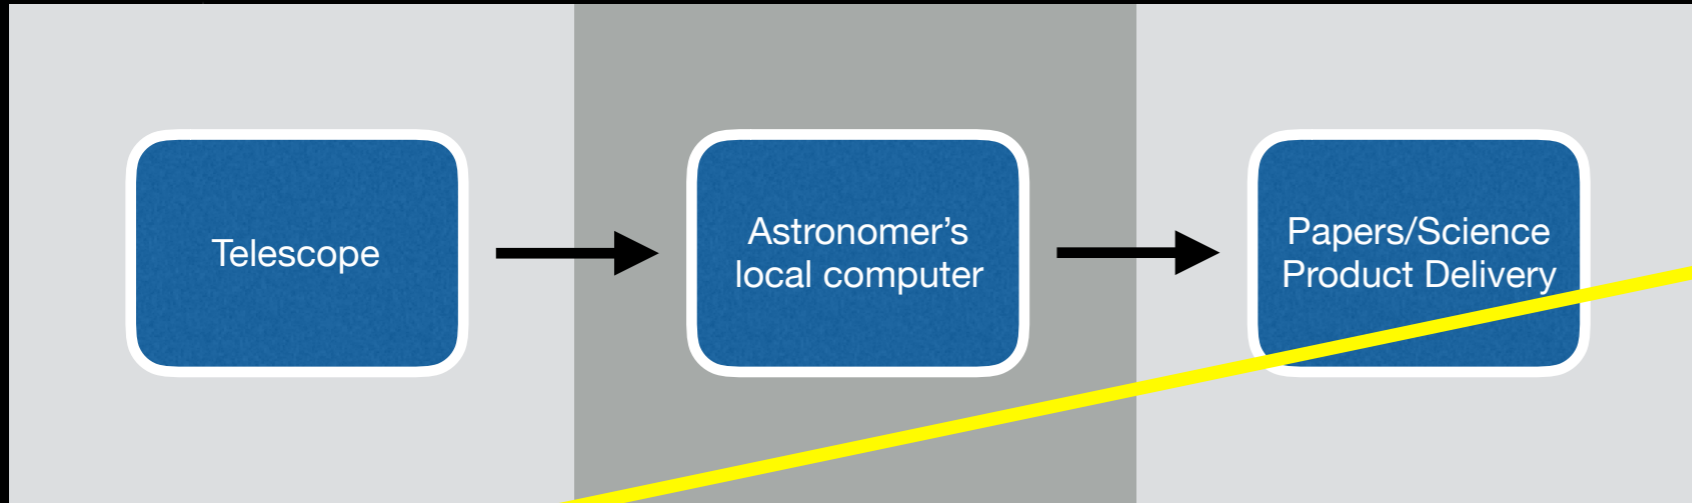 Telescope
Astronomer’s
local computer
Papers/Science
Product Delivery